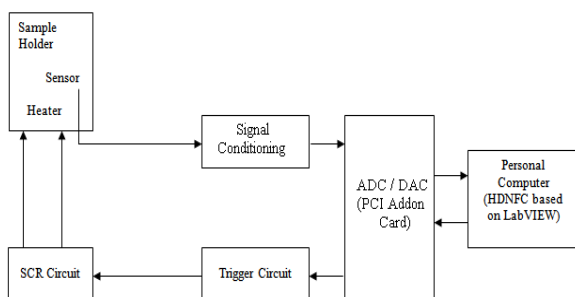 Sample
Holder
Sensor
Heater
Signal
Conditioning
ADC / DAC
(PCI Addon
Card)
Personal
Computer
(HDNFC based
on LabVIEW)
SCR Circuit
Trigger Circuit